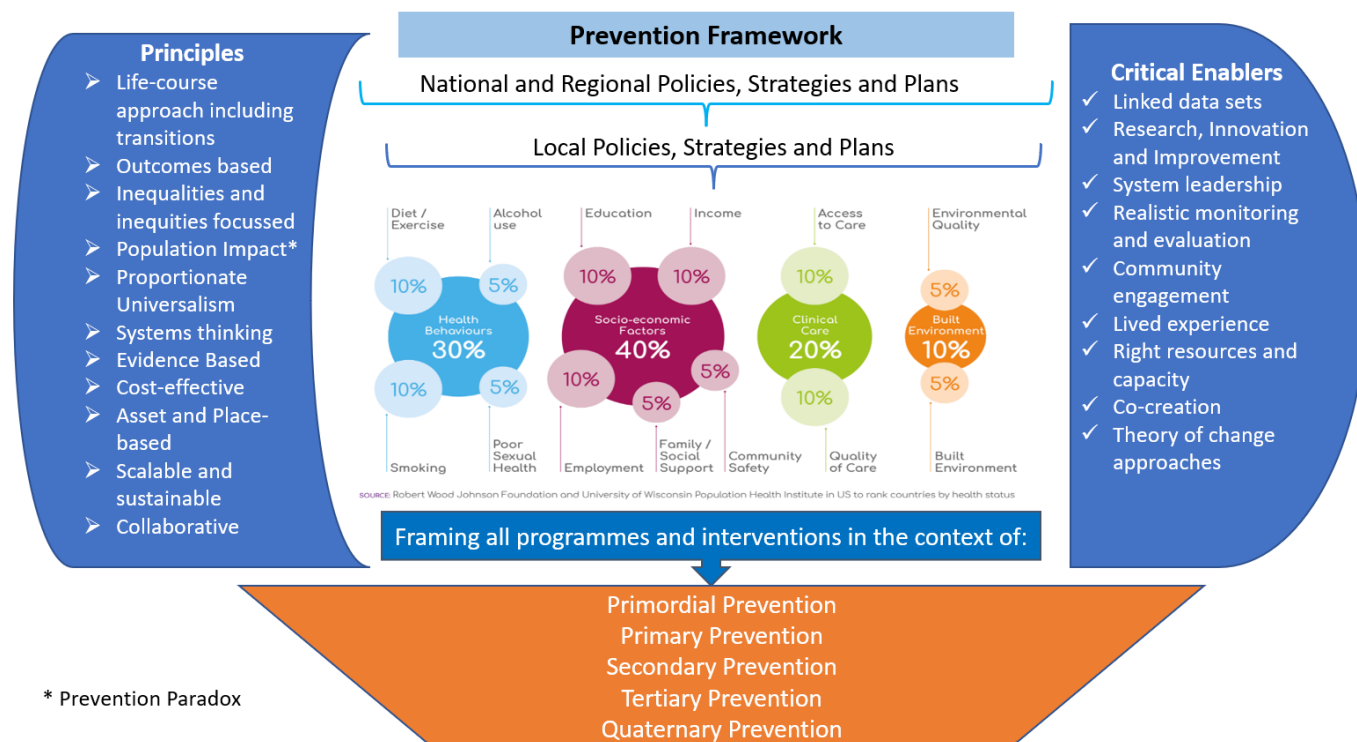 Principles
➢ Life-course
approach including
transitions
➢ Outcomes based
➢ Inequalities and
inequities focussed
➢ Population Impact*
➢ Proportionate
Universalism
➢ Systems thinking
➢ Evidence Based
➢ Cost-effective
➢ Asset and Place-
based
➢ Scalable and
sustainable
➢ Collaborative
Prevention Framework
National and Regional Policies, Strategies and Plans
Local Policies, Strategies and Plans
Diet /
Exercise
Alcohol
use
10%
5%
Health
Behaviours
30%
10%
5%
Smoking
Poor
Sexual
Health
Education
Income
10%
10%
Socio-economic
Factors
40%
10%
5%
5%
Employment
Family /
Social
Support
Community
Safety
Access
to Care
10%
Clinical
Care
20%
10%
Quality
of Care
Environmental
Quality
5%
Built
Environment
10%
5%
Built
Environment
SOURCE: Robert Wood Johnson Foundation and University of Wisconsin Population Health Institute in US to rank countries by health status
Critical Enablers
✓ Linked data sets
✓ Research, Innovation
and Improvement
✓ System leadership
✓ Realistic monitoring
and evaluation
✓ Community
engagement
✓ Lived experience
✓ Right resources and
capacity
✓ Co-creation
✓ Theory of change
approaches
Framing all programmes and interventions in the context of:
Primordial Prevention
Primary Prevention
Secondary Prevention
Tertiary Prevention
Quaternary Prevention
* Prevention Paradox